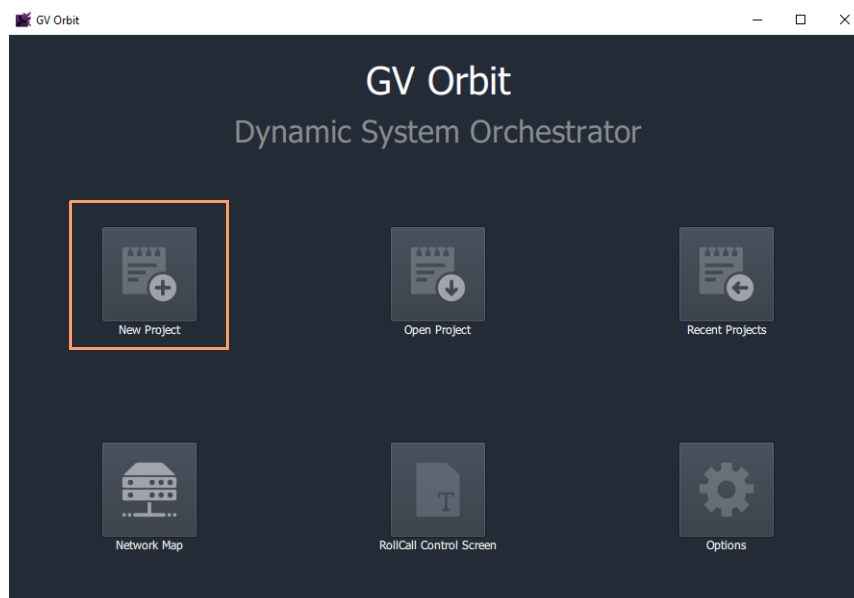 GV Orbit
GV Orbit
Dynamic System Orchestrator
New Project
Open Project
Recent Projects
T
Network Map
RollCall Control Screen
Options